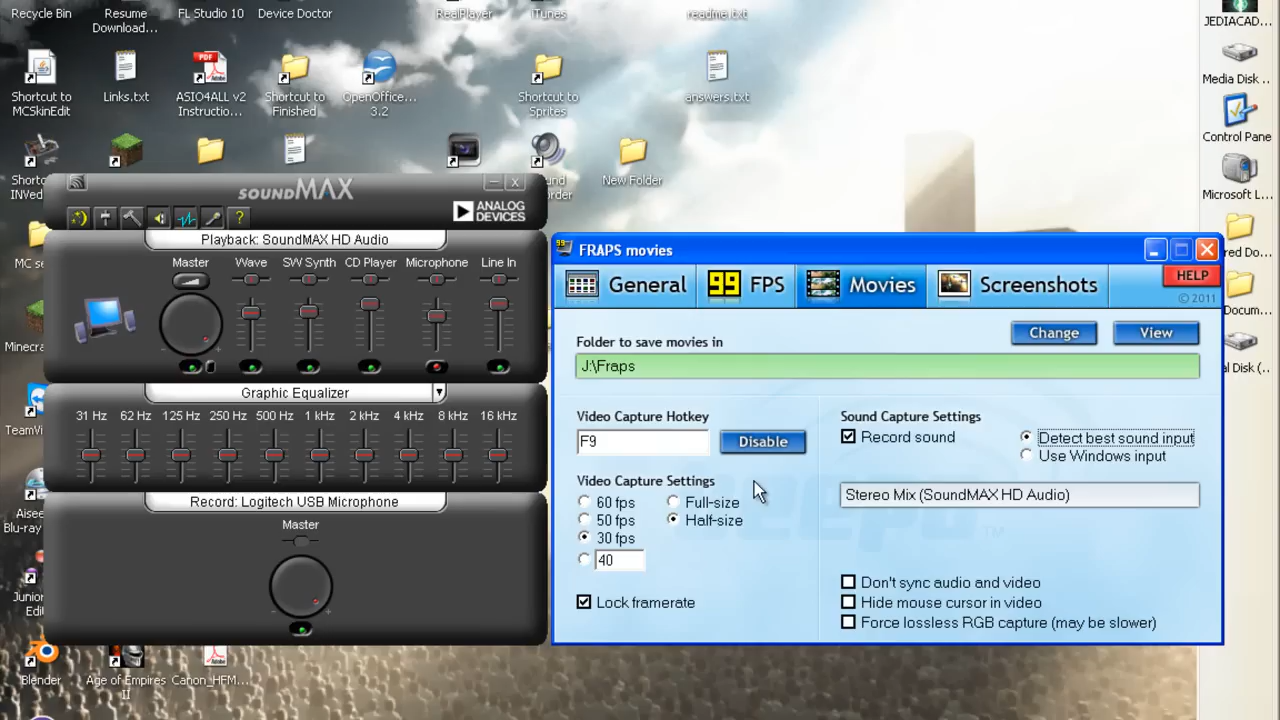 Recycle Bin
Resume Download...
FL Studio 10
Device Doctor
RealPlayer
iTunes
readme.txt
JEDIACAD...
Shortcut to MCSkinEdit
Links.txt
ASIO4ALL v2 Instructio...
Shortcut to Finished
OpenOffice... 3.2
Shortcut to Sprites
answers.txt
Media Disk ...
Control Pane
New Folder
Microsoft L...
SOUNDMAX
ANALOG DEVICES
Playback: SoundMAX HD Audio
Master
Wave
SW Synth
CD Player
Microphone
Line In
Graphic Equalizer
31 Hz
62 Hz
125 Hz
250 Hz
500 Hz
1 kHz
2 kHz
4 kHz
8 kHz
16 kHz
Record: Logitech USB Microphone
Master
FRAPS movies
General
99 FPS
Movies
Screenshots
HELP
© 2011
Folder to save movies in
Change
View
J:\Fraps
Video Capture Hotkey
F9
Disable
Video Capture Settings
60 fps
50 fps
30 fps
40
Full-size
Half-size
Lock framerate
Sound Capture Settings
Record sound
Detect best sound input
Use Windows input
Stereo Mix (SoundMAX HD Audio)
Don't sync audio and video
Hide mouse cursor in video
Force lossless RGB capture (may be slower)
Blender
Age of Empires II
Canon_HFM...